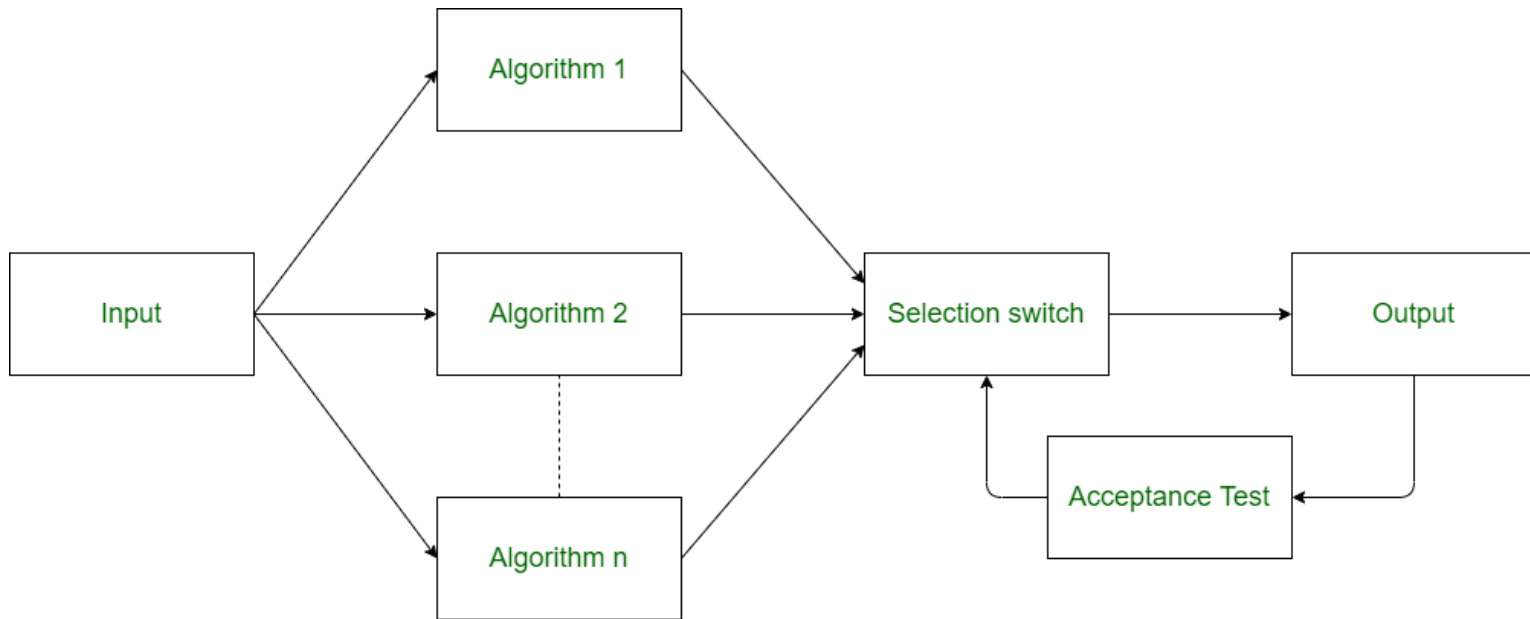 Algorithm 1
Input
Algorithm 2
Selection switch
Output
Acceptance Test
Algorithm n